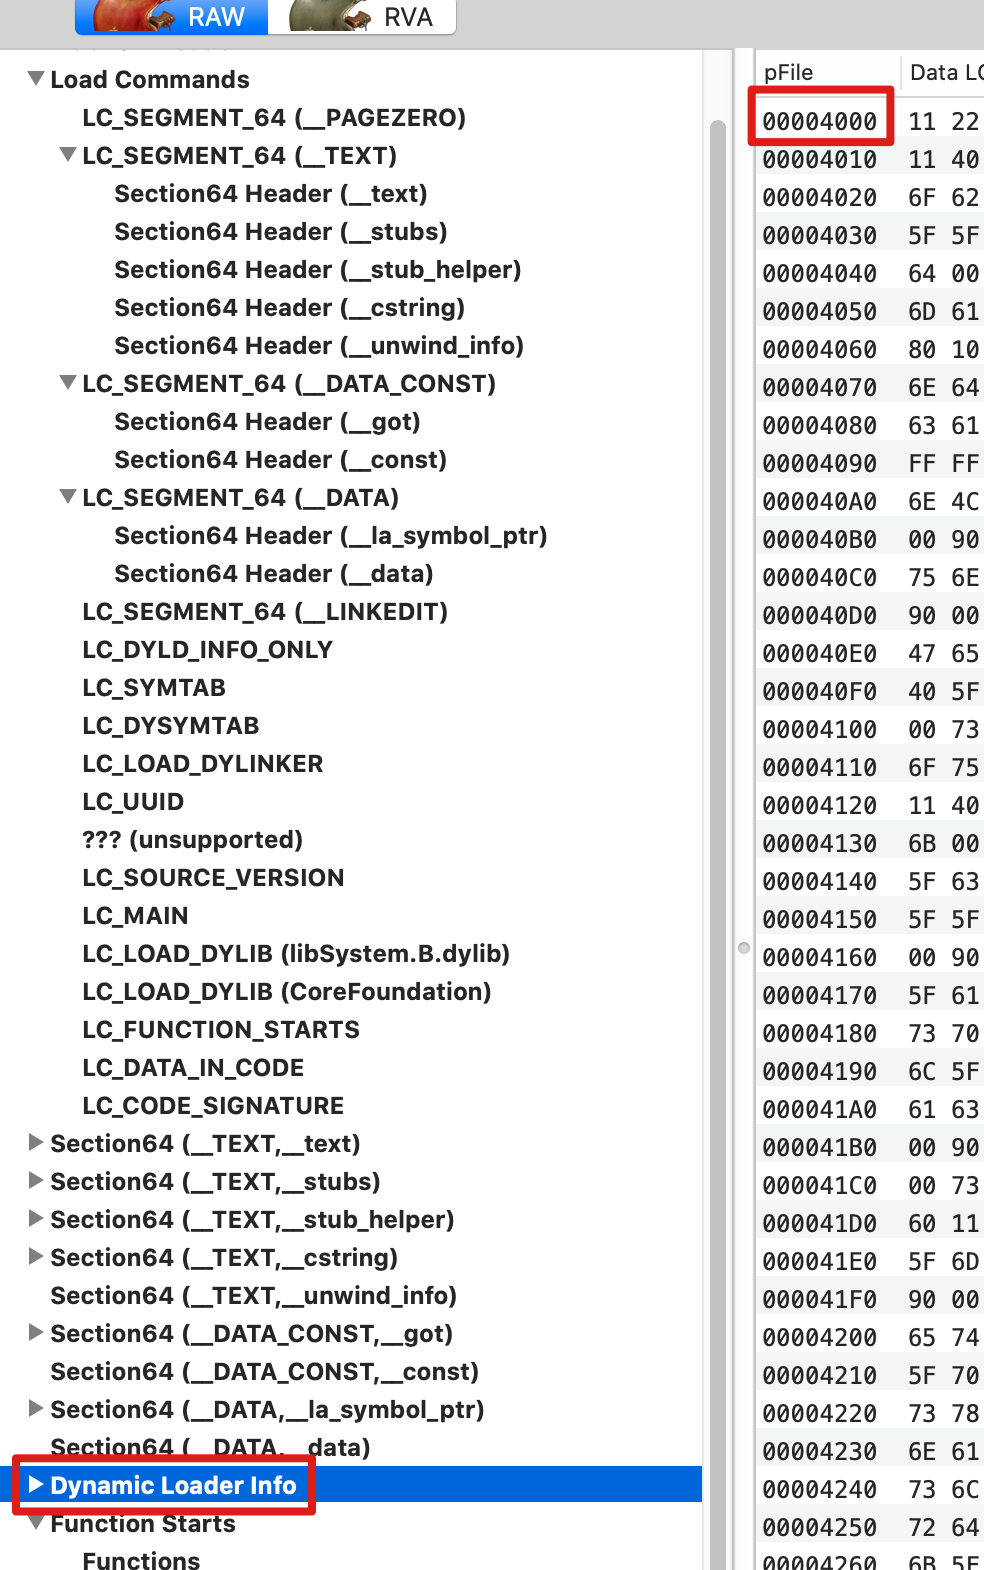 RAW
RVA
Load Commands
LC_SEGMENT_64 (__PAGEZERO)
LC_SEGMENT_64 (__TEXT)
Section64 Header (__text)
Section64 Header (__stubs)
Section64 Header (__stub_helper)
Section64 Header (__cstring)
Section64 Header (__unwind_info)
LC_SEGMENT_64 (__DATA_CONST)
Section64 Header (__got)
Section64 Header (__const)
LC_SEGMENT_64 (__DATA)
Section64 Header (__la_symbol_ptr)
Section64 Header (__data)
LC_SEGMENT_64 (__LINKEDIT)
LC_DYLD_INFO_ONLY
LC_SYMTAB
LC_DYSYMTAB
LC_LOAD_DYLINKER
LC_UUID
??? (unsupported)
LC_SOURCE_VERSION
LC_MAIN
LC_LOAD_DYLIB (libSystem.B.dylib)
LC_LOAD_DYLIB (CoreFoundation)
LC_FUNCTION_STARTS
LC_DATA_IN_CODE
LC_CODE_SIGNATURE
Section64 (__TEXT,__text)
Section64 (__TEXT,__stubs)
Section64 (__TEXT,__stub_helper)
Section64 (__TEXT,__cstring)
Section64 (__TEXT,__unwind_info)
Section64 (__DATA_CONST,__got)
Section64 (__DATA_CONST,__const)
Section64 (__DATA,__la_symbol_ptr)
Section64 (__DATA,__data)
Dynamic Loader Info
Function Starts
Functions
pFile Data LO
00004000 11 22
00004010 11 40
00004020 6F 62
00004030 5F 5F
00004040 64 00
00004050 6D 61
00004060 80 10
00004070 6E 64
00004080 63 61
00004090 FF FF
000040A0 6E 4C
000040B0 00 90
000040C0 75 6E
000040D0 90 00
000040E0 47 65
000040F0 40 5F
00004100 00 73
00004110 6F 75
00004120 11 40
00004130 6B 00
00004140 5F 63
00004150 5F 5F
00004160 00 90
00004170 5F 61
00004180 73 70
00004190 6C 5F
000041A0 61 63
000041B0 00 90
000041C0 00 73
000041D0 60 11
000041E0 5F 6D
000041F0 90 00
00004200 65 74
00004210 5F 70
00004220 73 78
00004230 6E 61
00004240 73 6C
00004250 72 64
00004260 6B 5F